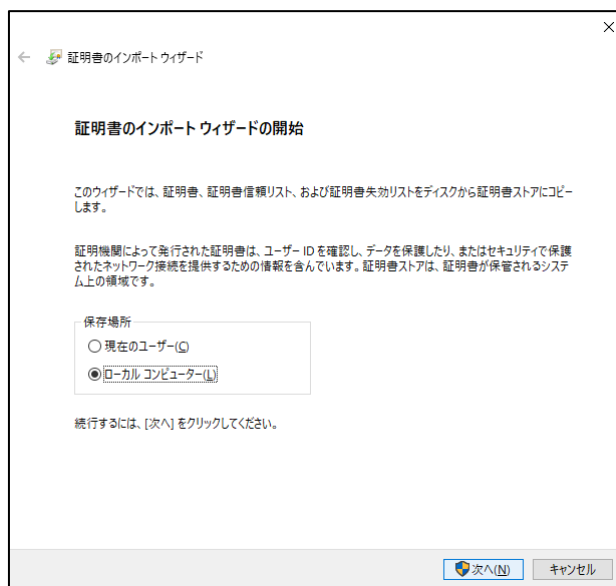 証明書のインポート ウィザード
証明書のインポート ウィザードの開始
このウィザードでは、証明書、証明書信頼リスト、および証明書失効リストをディスクから証明書ストアにコピー
します。
証明機関によって発行された証明書は、ユーザー ID を確認し、データを保護したり、またはセキュリティで保護
されたネットワーク接続を提供するための情報を含んでいます。証明書ストアは、証明書が保管されるシステ
ム上の領域です。
保存場所
現在のユーザー(C)
ローカル コンピューター(L)
続行するには、[次へ] をクリックしてください。
次へ(N)
キャンセル